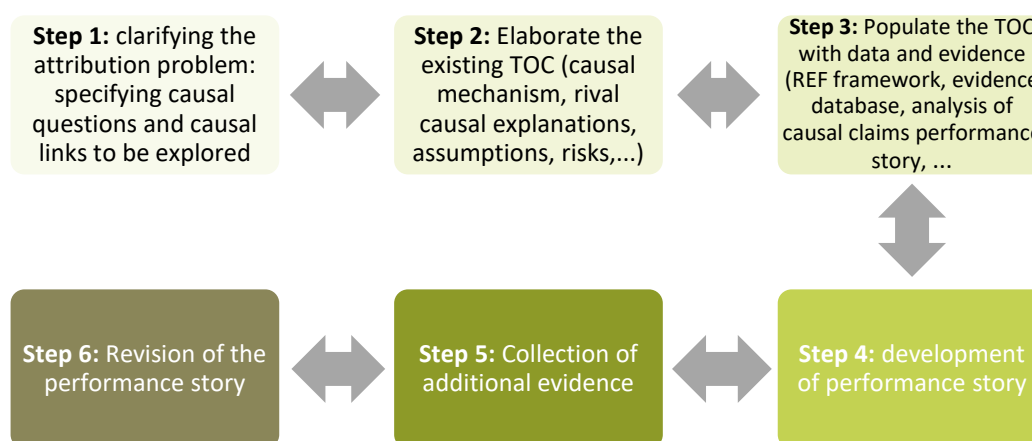 Step 1: clarifying the
attribution problem:
specifying causal
questions and causal
links to be explored
Step 2: Elaborate the
existing TOC (causal
mechanism, rival
causal explanations,
assumptions, risks,...)
Step 3: Populate the TOC
with data and evidence
(REF framework, evidence
database, analysis of
causal claims performance
story, ...
Step 6: Revision of the
performance story
Step 5: Collection of
additional evidence
Step 4: development
of performance story